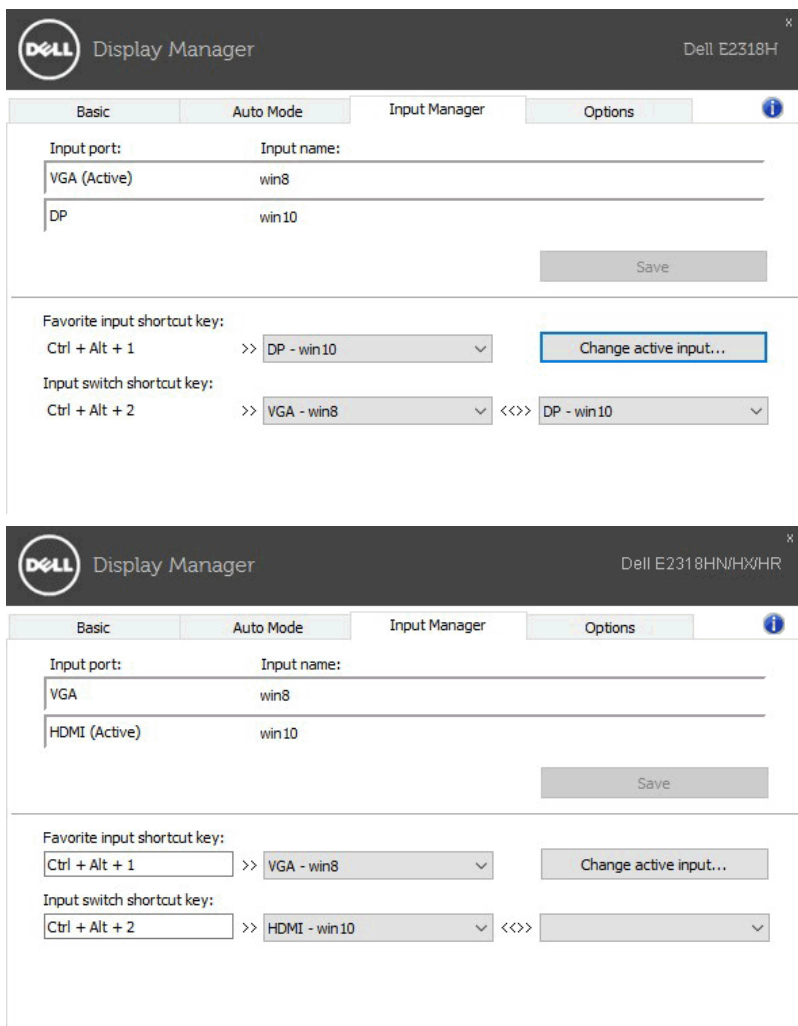 x
DELL Display Manager Dell E2318H
Basic Auto Mode Input Manager Options i
Input port: Input name:
VGA (Active) win8
DP win10
Save
Favorite input shortcut key:
Ctrl + Alt + 1 >> DP - win10 Change active input...
Input switch shortcut key:
Ctrl + Alt + 2 >> VGA - win8 <<>> DP - win10
x
DELL Display Manager Dell E2318HN/HX/HR
Basic Auto Mode Input Manager Options i
Input port: Input name:
VGA win8
HDMI (Active) win10
Save
Favorite input shortcut key:
Ctrl + Alt + 1 >> VGA - win8 Change active input...
Input switch shortcut key:
Ctrl + Alt + 2 >> HDMI - win10 <<>>